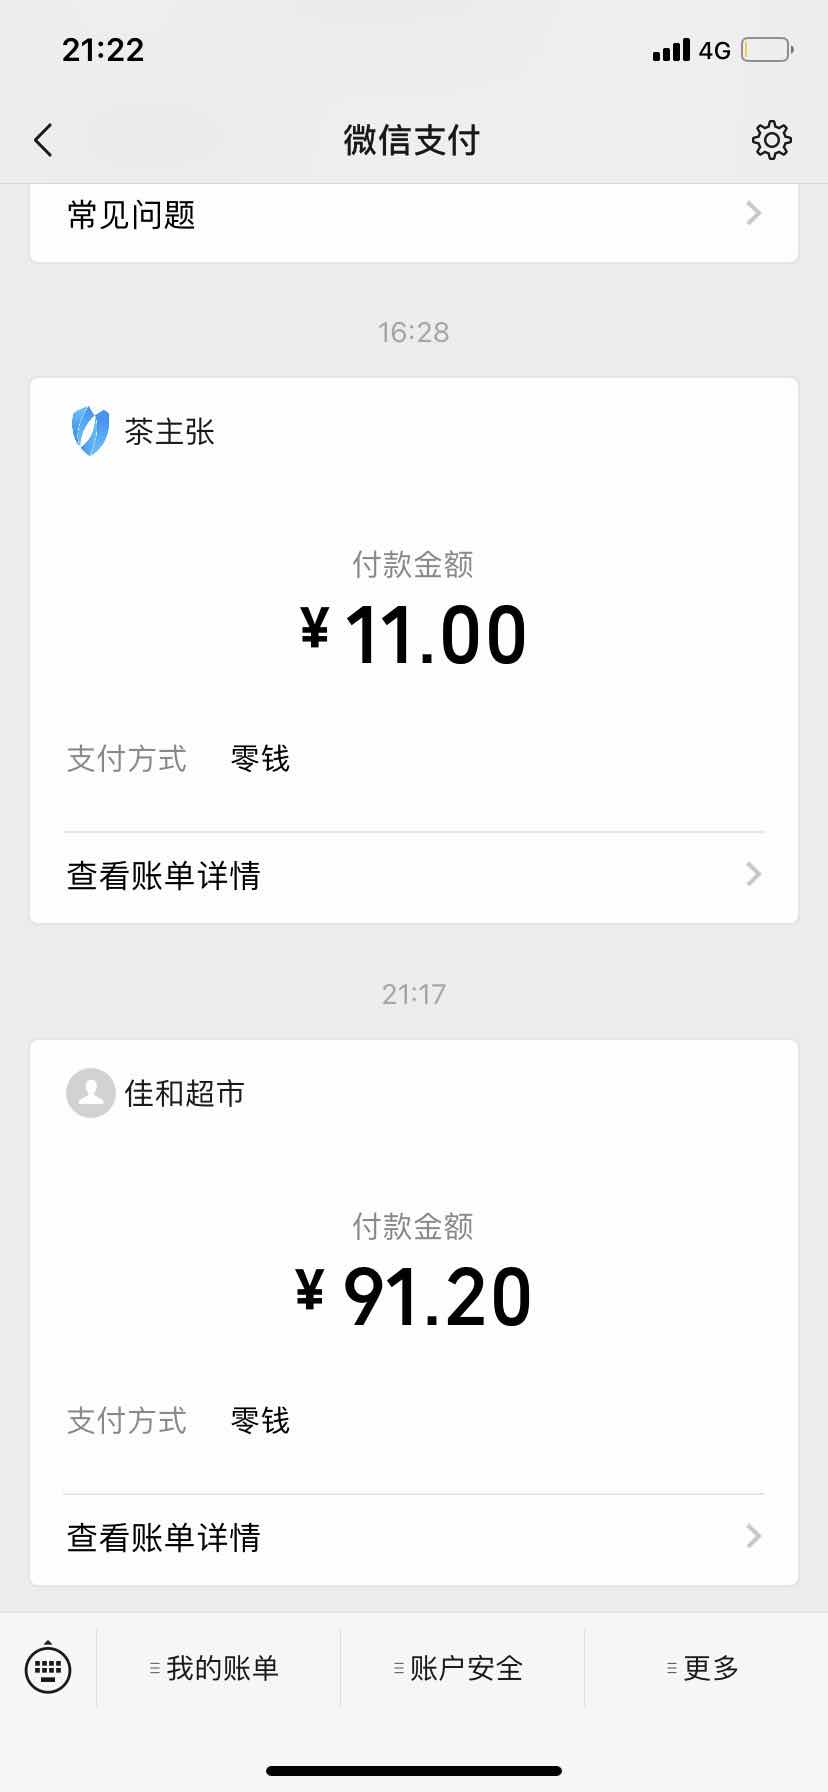 21:22 4G
微信支付
常见问题
16:28
茶主张
付款金额
¥11.00
支付方式 零钱
查看账单详情
21:17
佳和超市
付款金额
¥91.20
支付方式 零钱
查看账单详情
我的账单 账户安全 更多